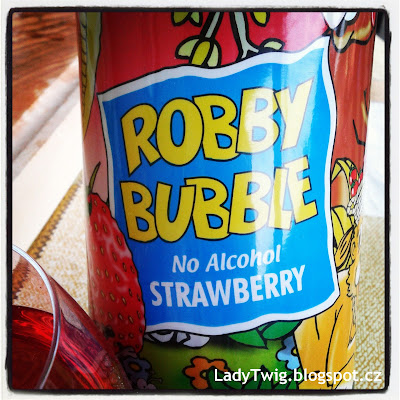 ROBBY
BUBBLE
No Alcohol
STRAWBERRY
LadyTwig.blogspot.cz